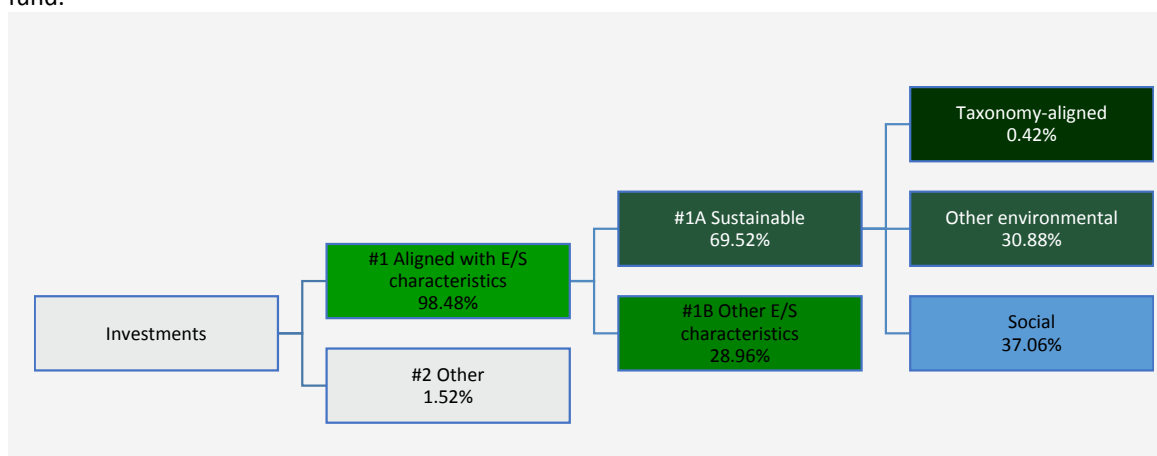 fund.
Taxonomy-aligned
0.42%
#1A Sustainable
69.52%
Other environmental
30.88%
#1 Aligned with E/S
characteristics
98.48%
Investments
#1B Other E/S
characteristics
28.96%
Social
37.06%
#2 Other
1.52%